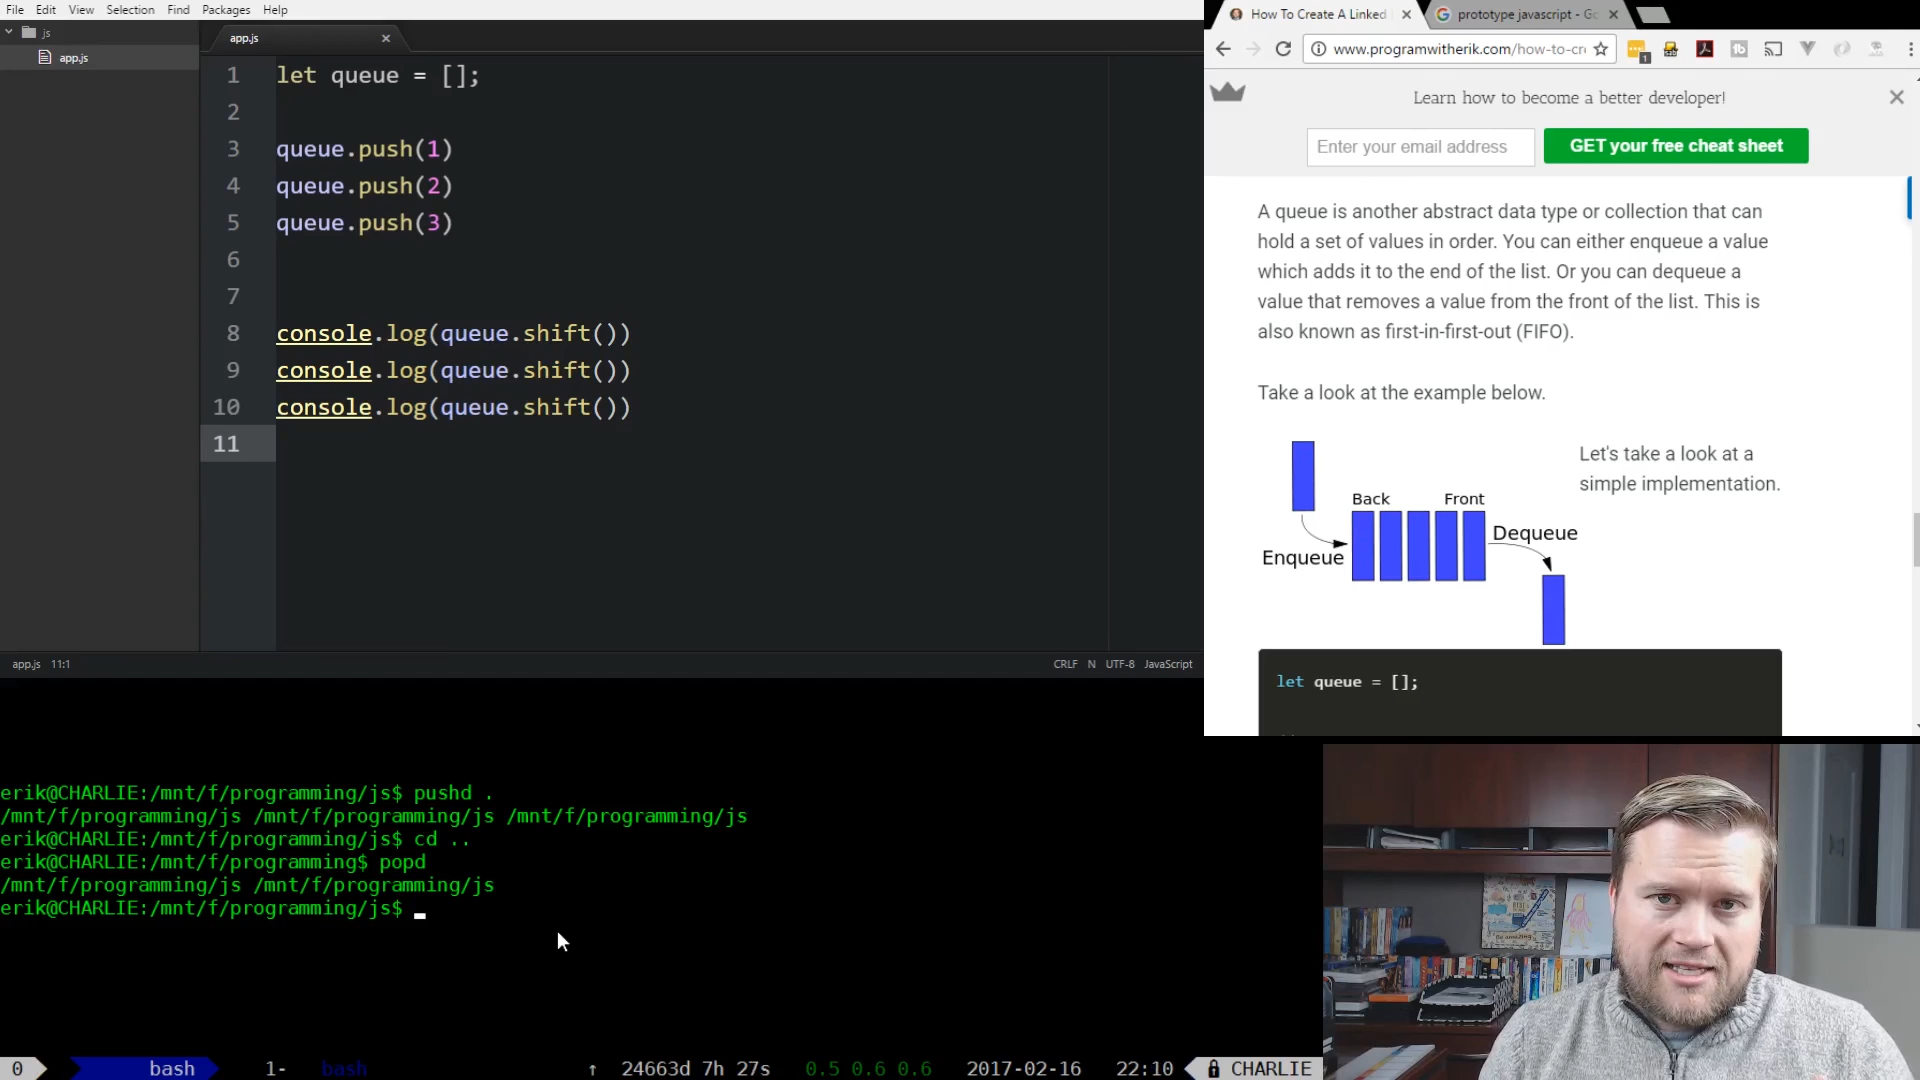 File Edit View Selection Find Packages Help
js
app.js
app.js
1 let queue = [];
2
3 queue.push(1)
4 queue.push(2)
5 queue.push(3)
6
7
8 console.log(queue.shift())
9 console.log(queue.shift())
10 console.log(queue.shift())
11
app.js 11:1
CRLF N UTF-8 JavaScript
erik@CHARLIE:/mnt/f/programming/js$ pushd .
/mnt/f/programming/js /mnt/f/programming/js /mnt/f/programming/js
erik@CHARLIE:/mnt/f/programming/js$ cd ..
erik@CHARLIE:/mnt/f/programming$ popd
/mnt/f/programming/js /mnt/f/programming/js
erik@CHARLIE:/mnt/f/programming/js$
0 bash 1- bash ↑ 24663d 7h 27s 0.5 0.6 0.6 2017-02-16 22:10 CHARLIE
How To Create A Linked
prototype javascript - Go
www.programwitherik.com/how-to-cr
1
Learn how to become a better developer!
Enter your email address
GET your free cheat sheet
A queue is another abstract data type or collection that can
hold a set of values in order. You can either enqueue a value
which adds it to the end of the list. Or you can dequeue a
value that removes a value from the front of the list. This is
also known as first-in-first-out (FIFO).
Take a look at the example below.
Let's take a look at a
simple implementation.
Back Front
Dequeue
Enqueue
let queue = [];